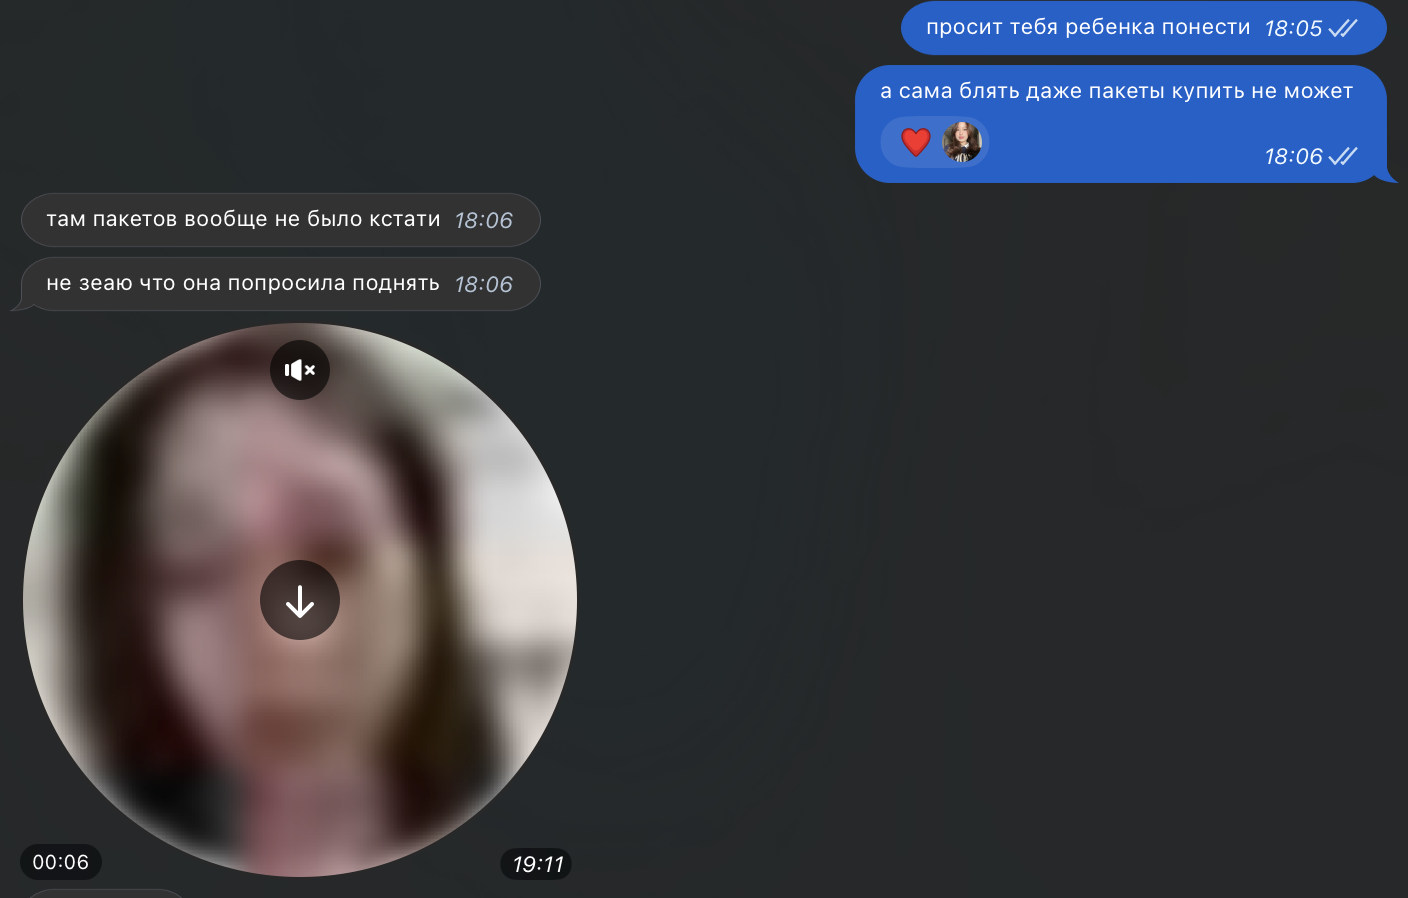 просит тебя ребенка понести 18:05
а сама блять даже пакеты купить не может
18:06
там пакетов вообще не было кстати 18:06
не зеаю что она попросила поднять 18:06
00:06
19:11